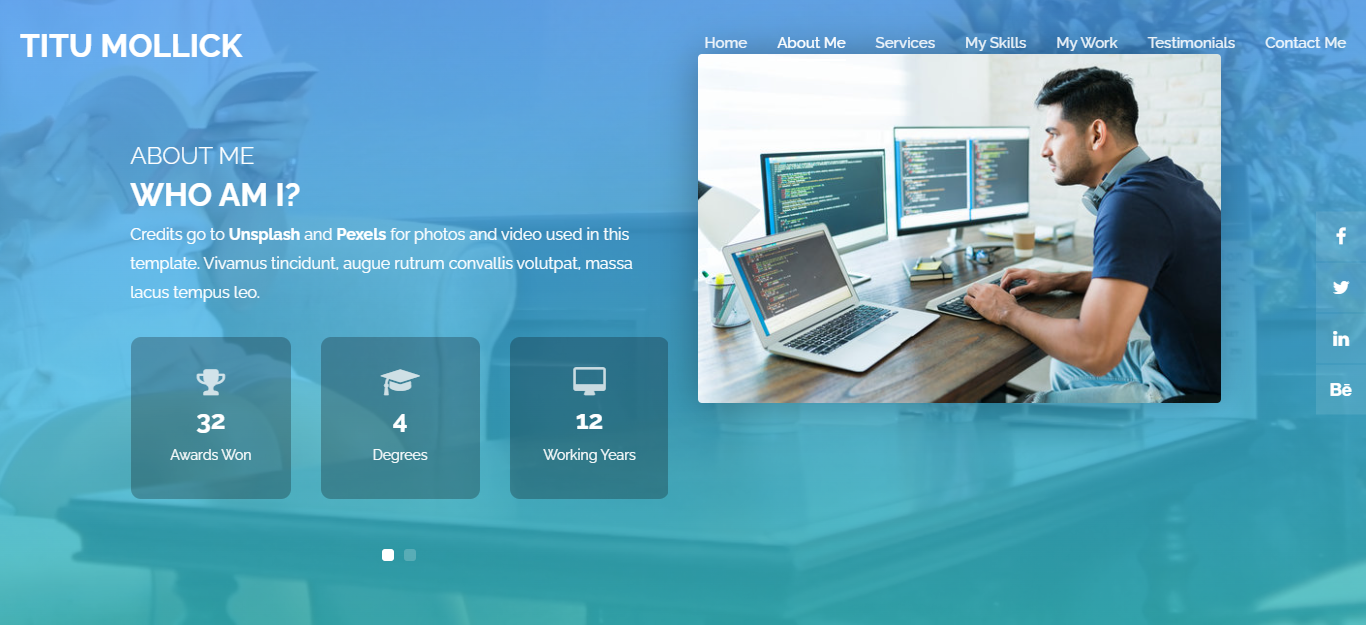 TITU MOLLICK
Home About Me Services My Skills My Work Testimonials Contact Me
ABOUT ME
WHO AM I?
Credits go to Unsplash and Pexels for photos and video used in this
template. Vivamus tincidunt, augue rutrum convallis volutpat, massa
lacus tempus leo.
32
Awards Won
4
Degrees
12
Working Years
f
in
Bē